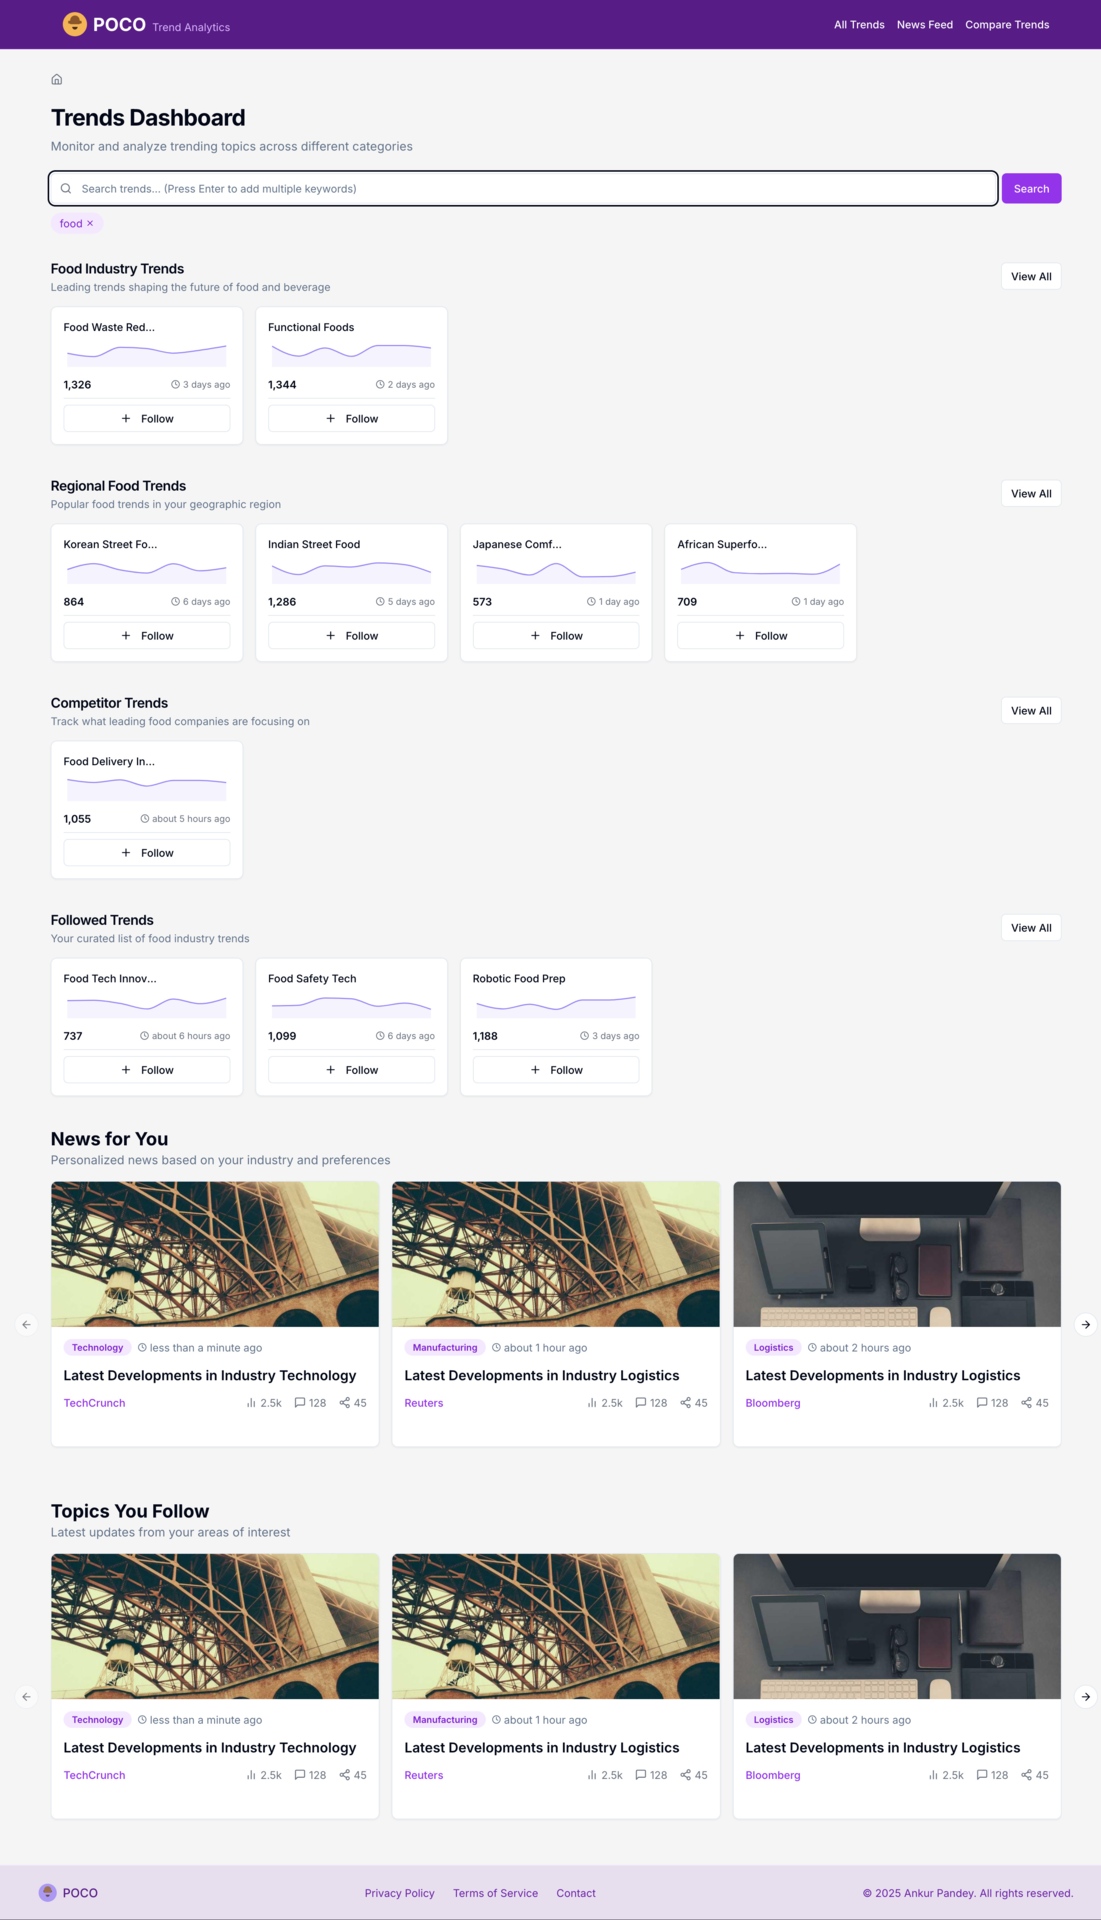 POCO Trend Analytics
All Trends News Feed Compare Trends
Trends Dashboard
Monitor and analyze trending topics across different categories
Search trends... (Press Enter to add multiple keywords)
Search
food ×
Food Industry Trends
Leading trends shaping the future of food and beverage
View All
Food Waste Red...
1,326 3 days ago
+ Follow
Functional Foods
1,344 2 days ago
+ Follow
Regional Food Trends
Popular food trends in your geographic region
View All
Korean Street Fo...
864 6 days ago
+ Follow
Indian Street Food
1,286 5 days ago
+ Follow
Japanese Comf...
573 1 day ago
+ Follow
African Superfo...
709 1 day ago
+ Follow
Competitor Trends
Track what leading food companies are focusing on
View All
Food Delivery In...
1,055 about 5 hours ago
+ Follow
Followed Trends
Your curated list of food industry trends
View All
Food Tech Innov...
737 about 6 hours ago
+ Follow
Food Safety Tech
1,099 6 days ago
+ Follow
Robotic Food Prep
1,188 3 days ago
+ Follow
News for You
Personalized news based on your industry and preferences
Technology less than a minute ago
Latest Developments in Industry Technology
TechCrunch 2.5k 128 45
Manufacturing about 1 hour ago
Latest Developments in Industry Logistics
Reuters 2.5k 128 45
Logistics about 2 hours ago
Latest Developments in Industry Logistics
Bloomberg 2.5k 128 45
Topics You Follow
Latest updates from your areas of interest
Technology less than a minute ago
Latest Developments in Industry Technology
TechCrunch 2.5k 128 45
Manufacturing about 1 hour ago
Latest Developments in Industry Logistics
Reuters 2.5k 128 45
Logistics about 2 hours ago
Latest Developments in Industry Logistics
Bloomberg 2.5k 128 45
POCO
Privacy Policy Terms of Service Contact
© 2025 Ankur Pandey. All rights reserved.